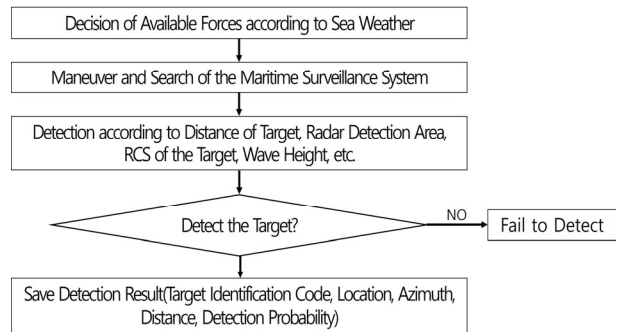 Decision of Available Forces according to Sea Weather
Maneuver and Search of the Maritime Surveillance System
Detection according to Distance of Target, Radar Detection Area,
RCS of the Target, Wave Height, etc.
Detect the Target?
NO
Fail to Detect
Save Detection Result(Target Identification Code, Location, Azimuth,
Distance, Detection Probability)